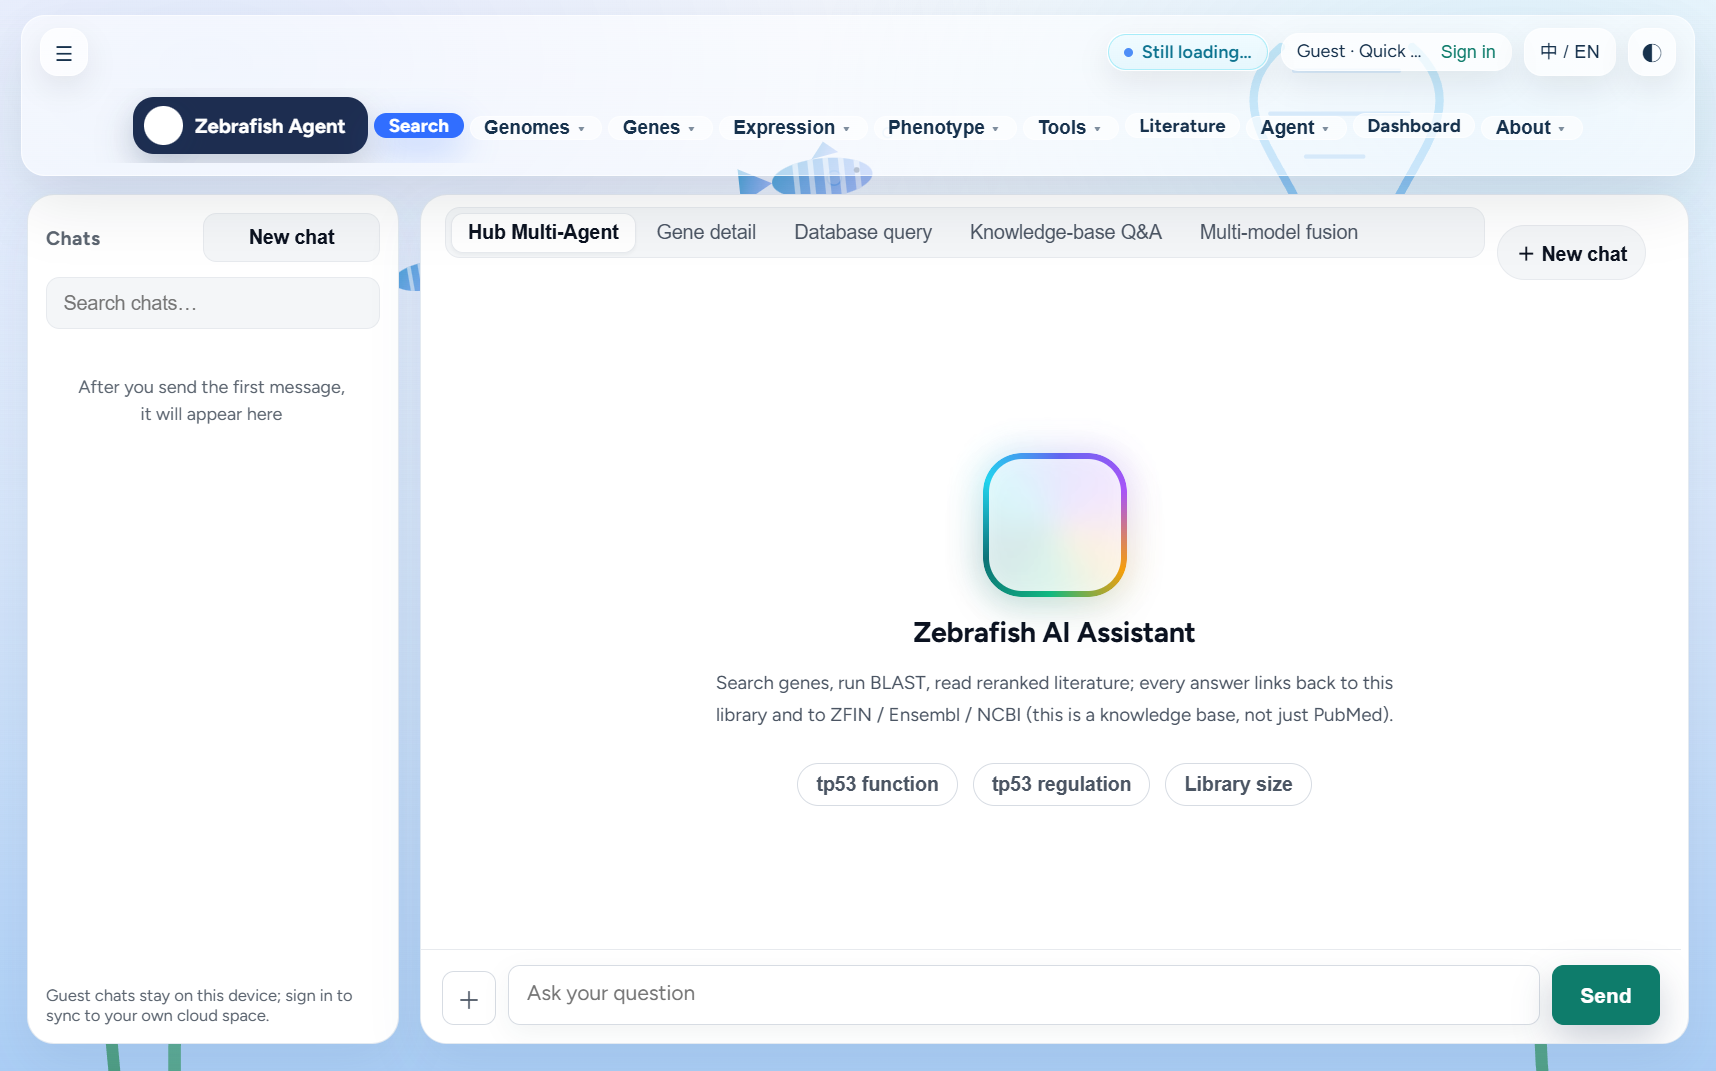 ☰
Still loading...
Guest · Quick ...
Sign in
中 / EN
Zebrafish Agent
Search
Genomes
Genes
Expression
Phenotype
Tools
Literature
Agent
Dashboard
About
Chats
New chat
Search chats...
After you send the first message,
it will appear here
Guest chats stay on this device; sign in to
sync to your own cloud space.
Hub Multi-Agent
Gene detail
Database query
Knowledge-base Q&A
Multi-model fusion
+ New chat
Zebrafish AI Assistant
Search genes, run BLAST, read reranked literature; every answer links back to this
library and to ZFIN / Ensembl / NCBI (this is a knowledge base, not just PubMed).
tp53 function
tp53 regulation
Library size
+
Ask your question
Send